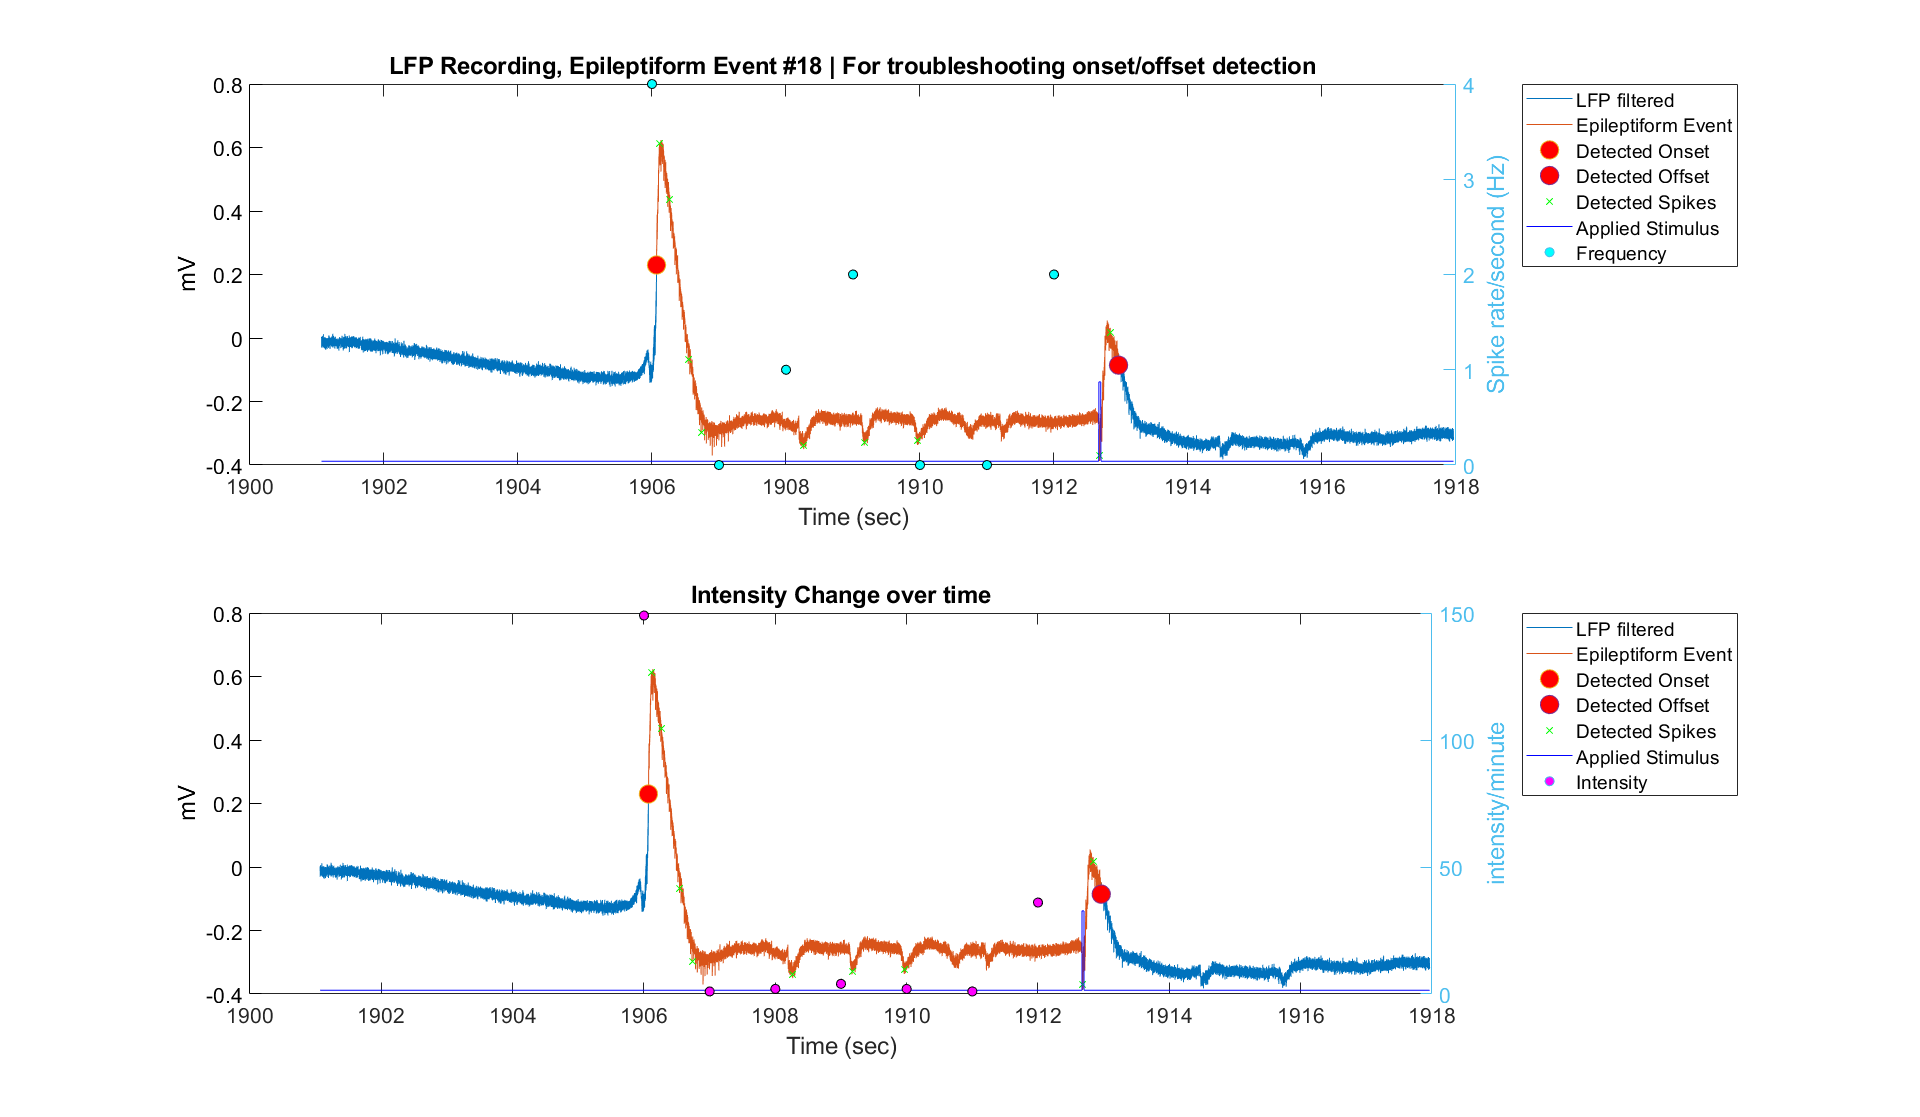 LFP Recording, Epileptiform Event #18 | For troubleshooting onset/offset detection
0.8
0.6
0.4
0.2
0
-0.2
-0.4
mV
1900 1902 1904 1906 1908 1910 1912 1914 1916 1918
Time (sec)
4
3
2
1
0
Spike rate/second (Hz)
LFP filtered
Epileptiform Event
Detected Onset
Detected Offset
Detected Spikes
Applied Stimulus
Frequency
Intensity Change over time
0.8
0.6
0.4
0.2
0
-0.2
-0.4
mV
1900 1902 1904 1906 1908 1910 1912 1914 1916 1918
Time (sec)
150
100
50
0
intensity/minute
LFP filtered
Epileptiform Event
Detected Onset
Detected Offset
Detected Spikes
Applied Stimulus
Intensity